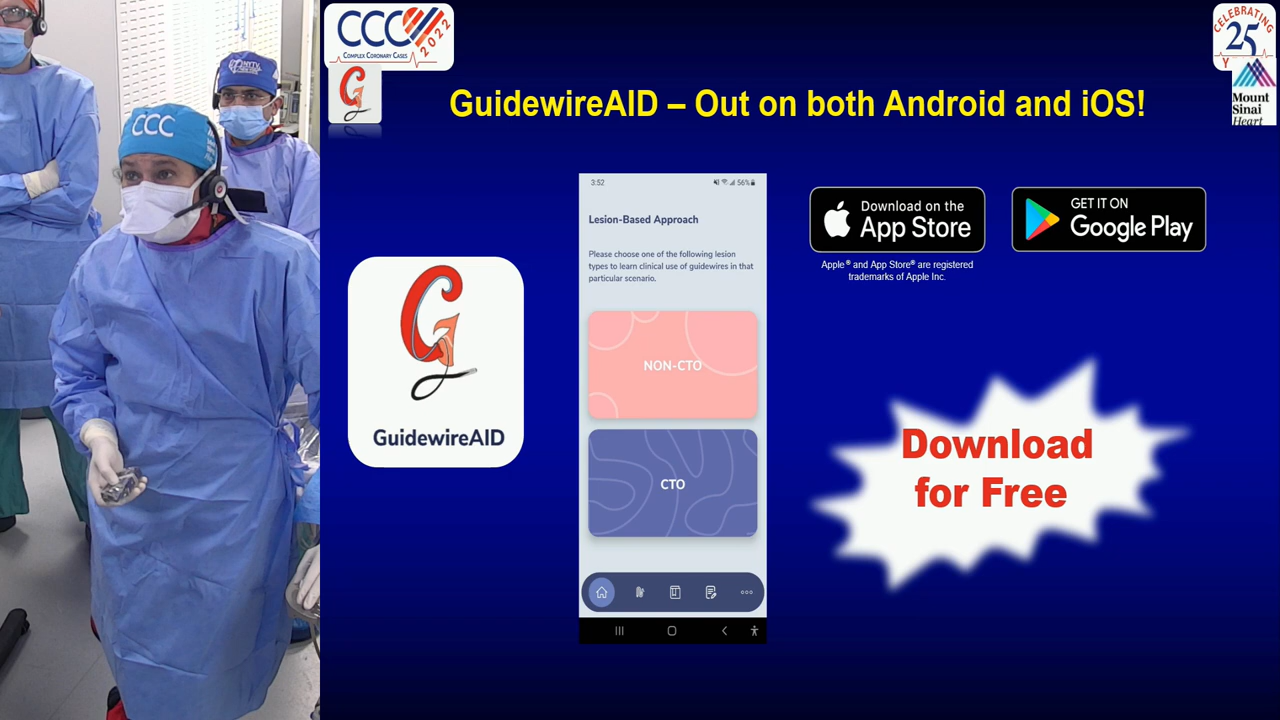 CCC
2022
COMPLEX CORONARY CASES
CELEBRATING
25
Y
Mount
Sinai
Heart
GuidewireAID – Out on both Android and iOS!
CCC
GuidewireAID
3:52
56%
Lesion-Based Approach
Please choose one of the following lesion
types to learn clinical use of guidewires in that
particular scenario.
NON-CTO
CTO
Download on the
App Store
Apple® and App Store® are registered
trademarks of Apple Inc.
GET IT ON
Google Play
Download
for Free